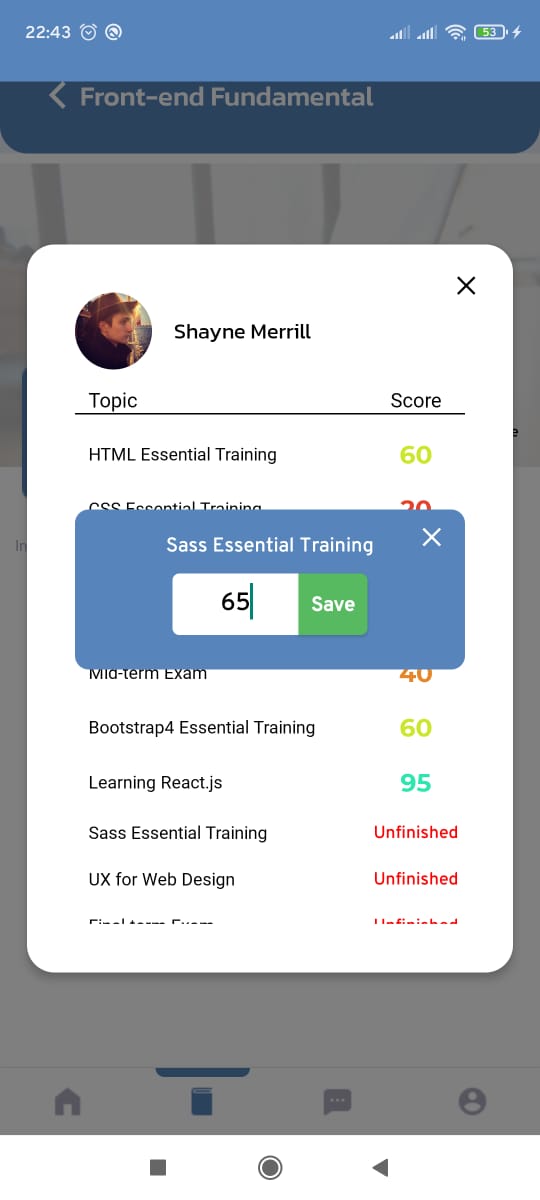 22:43
53
Front-end Fundamental
Shayne Merrill
Topic Score
HTML Essential Training 60
CSS Essential Training 20
Sass Essential Training
65 Save
Mid-term Exam 40
Bootstrap4 Essential Training 60
Learning React.js 95
Sass Essential Training Unfinished
UX for Web Design Unfinished
Final term Exam Unfinished